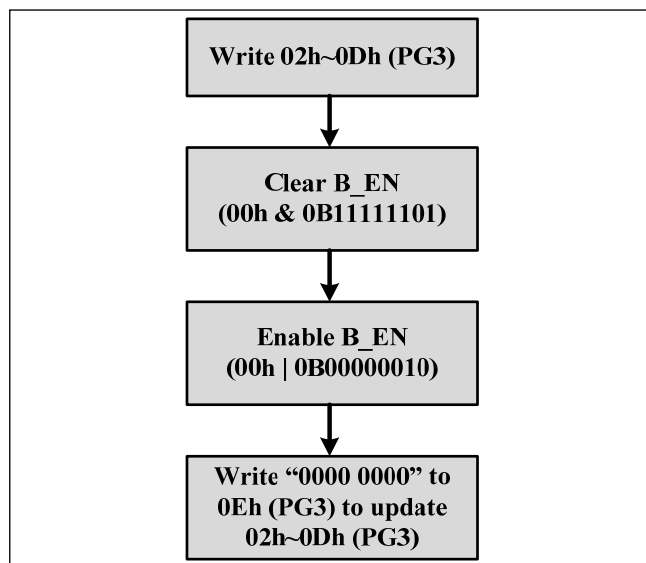 Write 02h~0Dh (PG3)
Clear B_EN
(00h & 0B11111101)
Enable B_EN
(00h | 0B00000010)
Write “0000 0000” to
0Eh (PG3) to update
02h~0Dh (PG3)